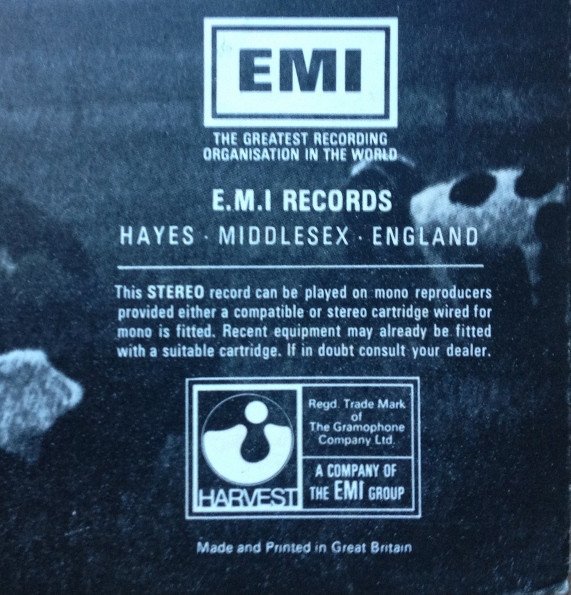 EMI
THE GREATEST RECORDING
ORGANISATION IN THE WORLD
E.M.I RECORDS
HAYES · MIDDLESEX · ENGLAND
This STEREO record can be played on mono reproducers
provided either a compatible or stereo cartridge wired for
mono is fitted. Recent equipment may already be fitted
with a suitable cartridge. If in doubt consult your dealer.
HARVEST
Regd. Trade Mark
of
The Gramophone
Company Ltd.
A COMPANY OF
THE EMI GROUP
Made and Printed in Great Britain